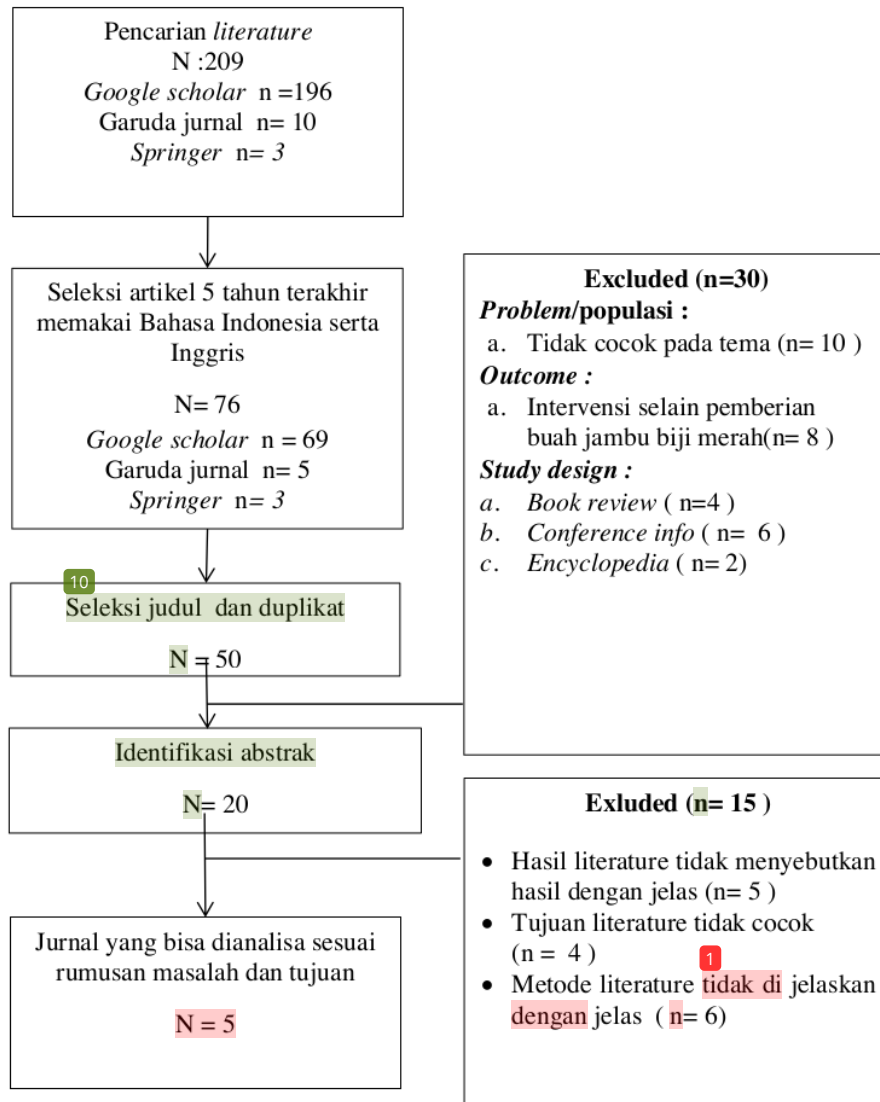 Pencarian literature
N :209
Google scholar n =196
Garuda jurnal n= 10
Springer n= 3
Seleksi artikel 5 tahun terakhir
memakai Bahasa Indonesia serta
Inggris
N= 76
Google scholar n = 69
Garuda jurnal n= 5
Springer n= 3
Excluded (n=30)
Problem/populasi :
a. Tidak cocok pada tema (n= 10 )
Outcome :
a. Intervensi selain pemberian
buah jambu biji merah(n= 8 )
Study design :
a. Book review ( n=4 )
b. Conference info ( n= 6 )
c. Encyclopedia ( n= 2)
10
Seleksi judul dan duplikat
N = 50
Identifikasi abstrak
N= 20
Exluded (n= 15 )
• Hasil literature tidak menyebutkan
hasil dengan jelas (n= 5 )
• Tujuan literature tidak cocok
(n = 4 )
1
• Metode literature tidak di jelaskan
dengan jelas ( n= 6)
Jurnal yang bisa dianalisa sesuai
rumusan masalah dan tujuan
N = 5